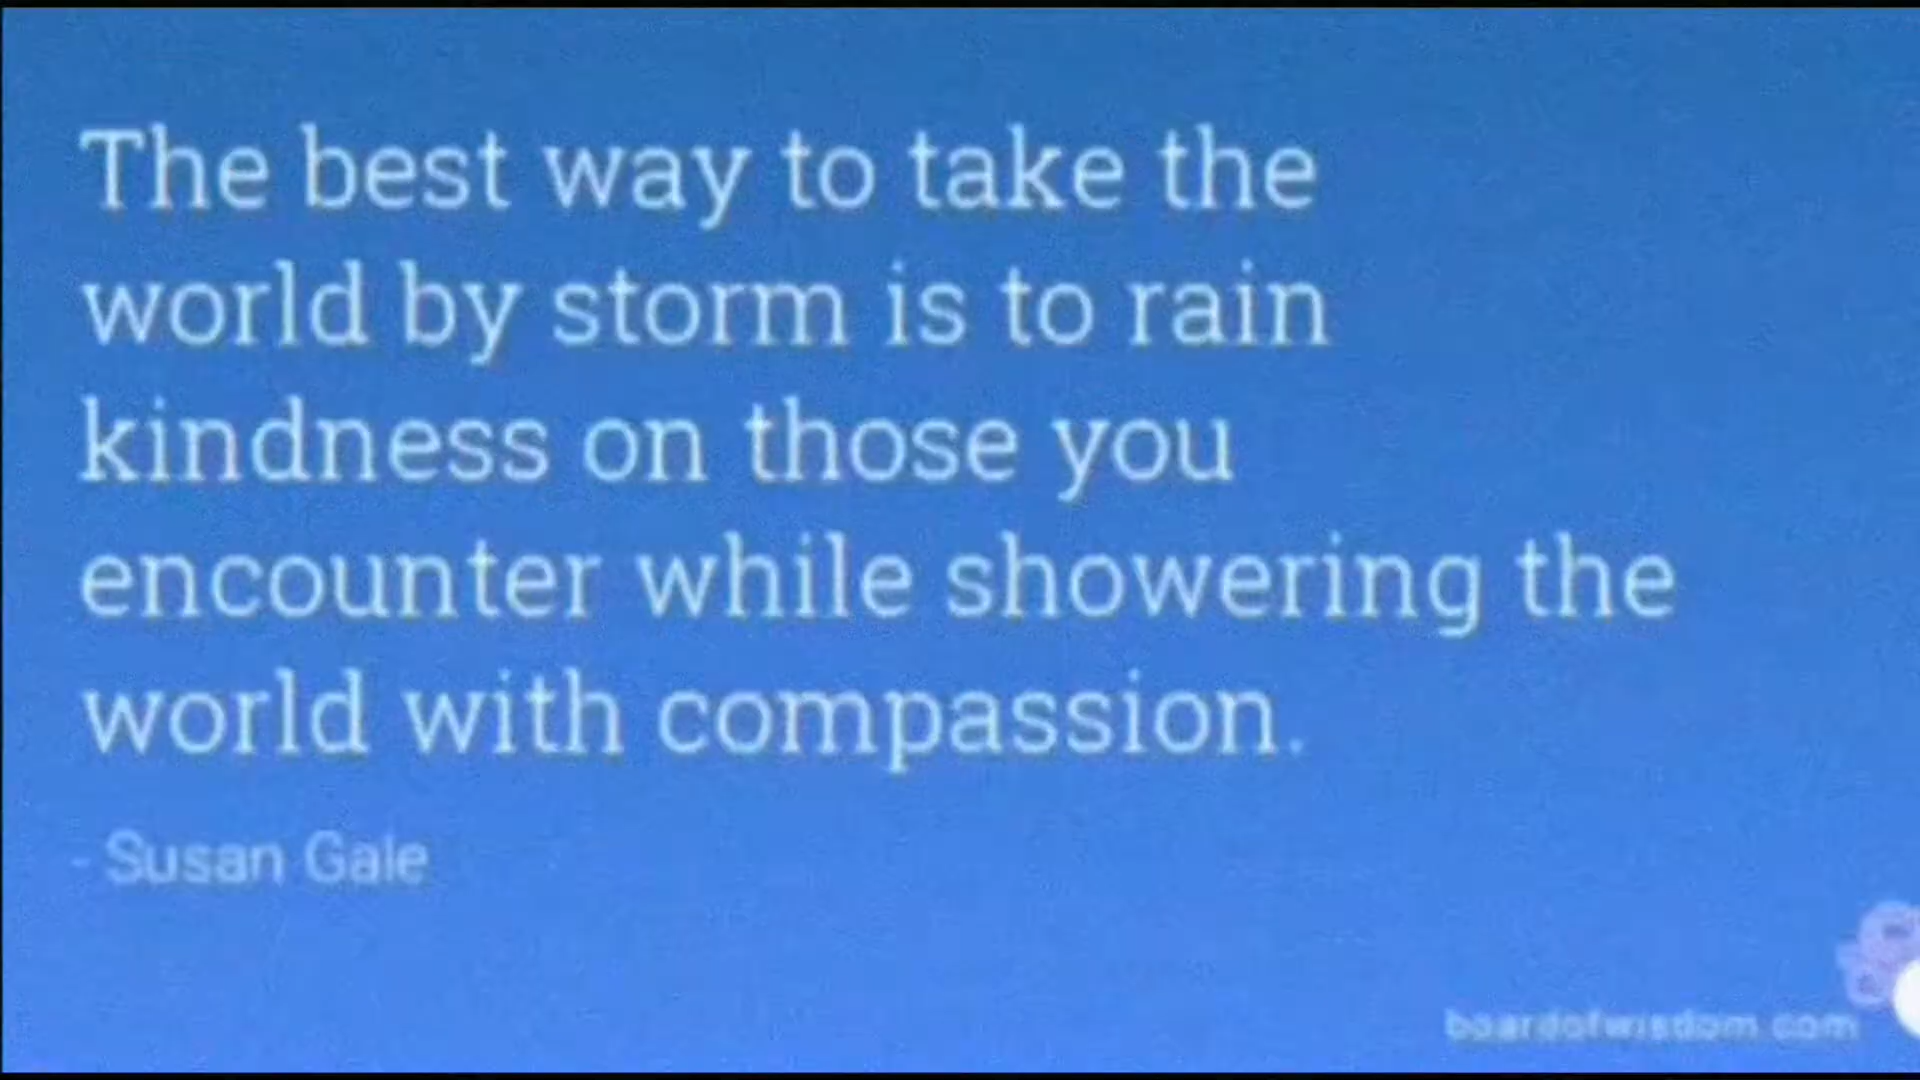 The best way to take the
world by storm is to rain
kindness on those you
encounter while showering the
world with compassion.
- Susan Gale
boardofwisdom.com